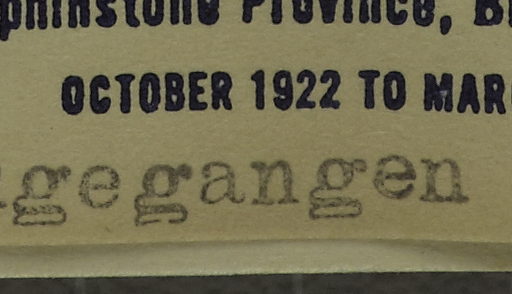 phinstone Province, B
OCTOBER 1922 TO MAR
gegangen